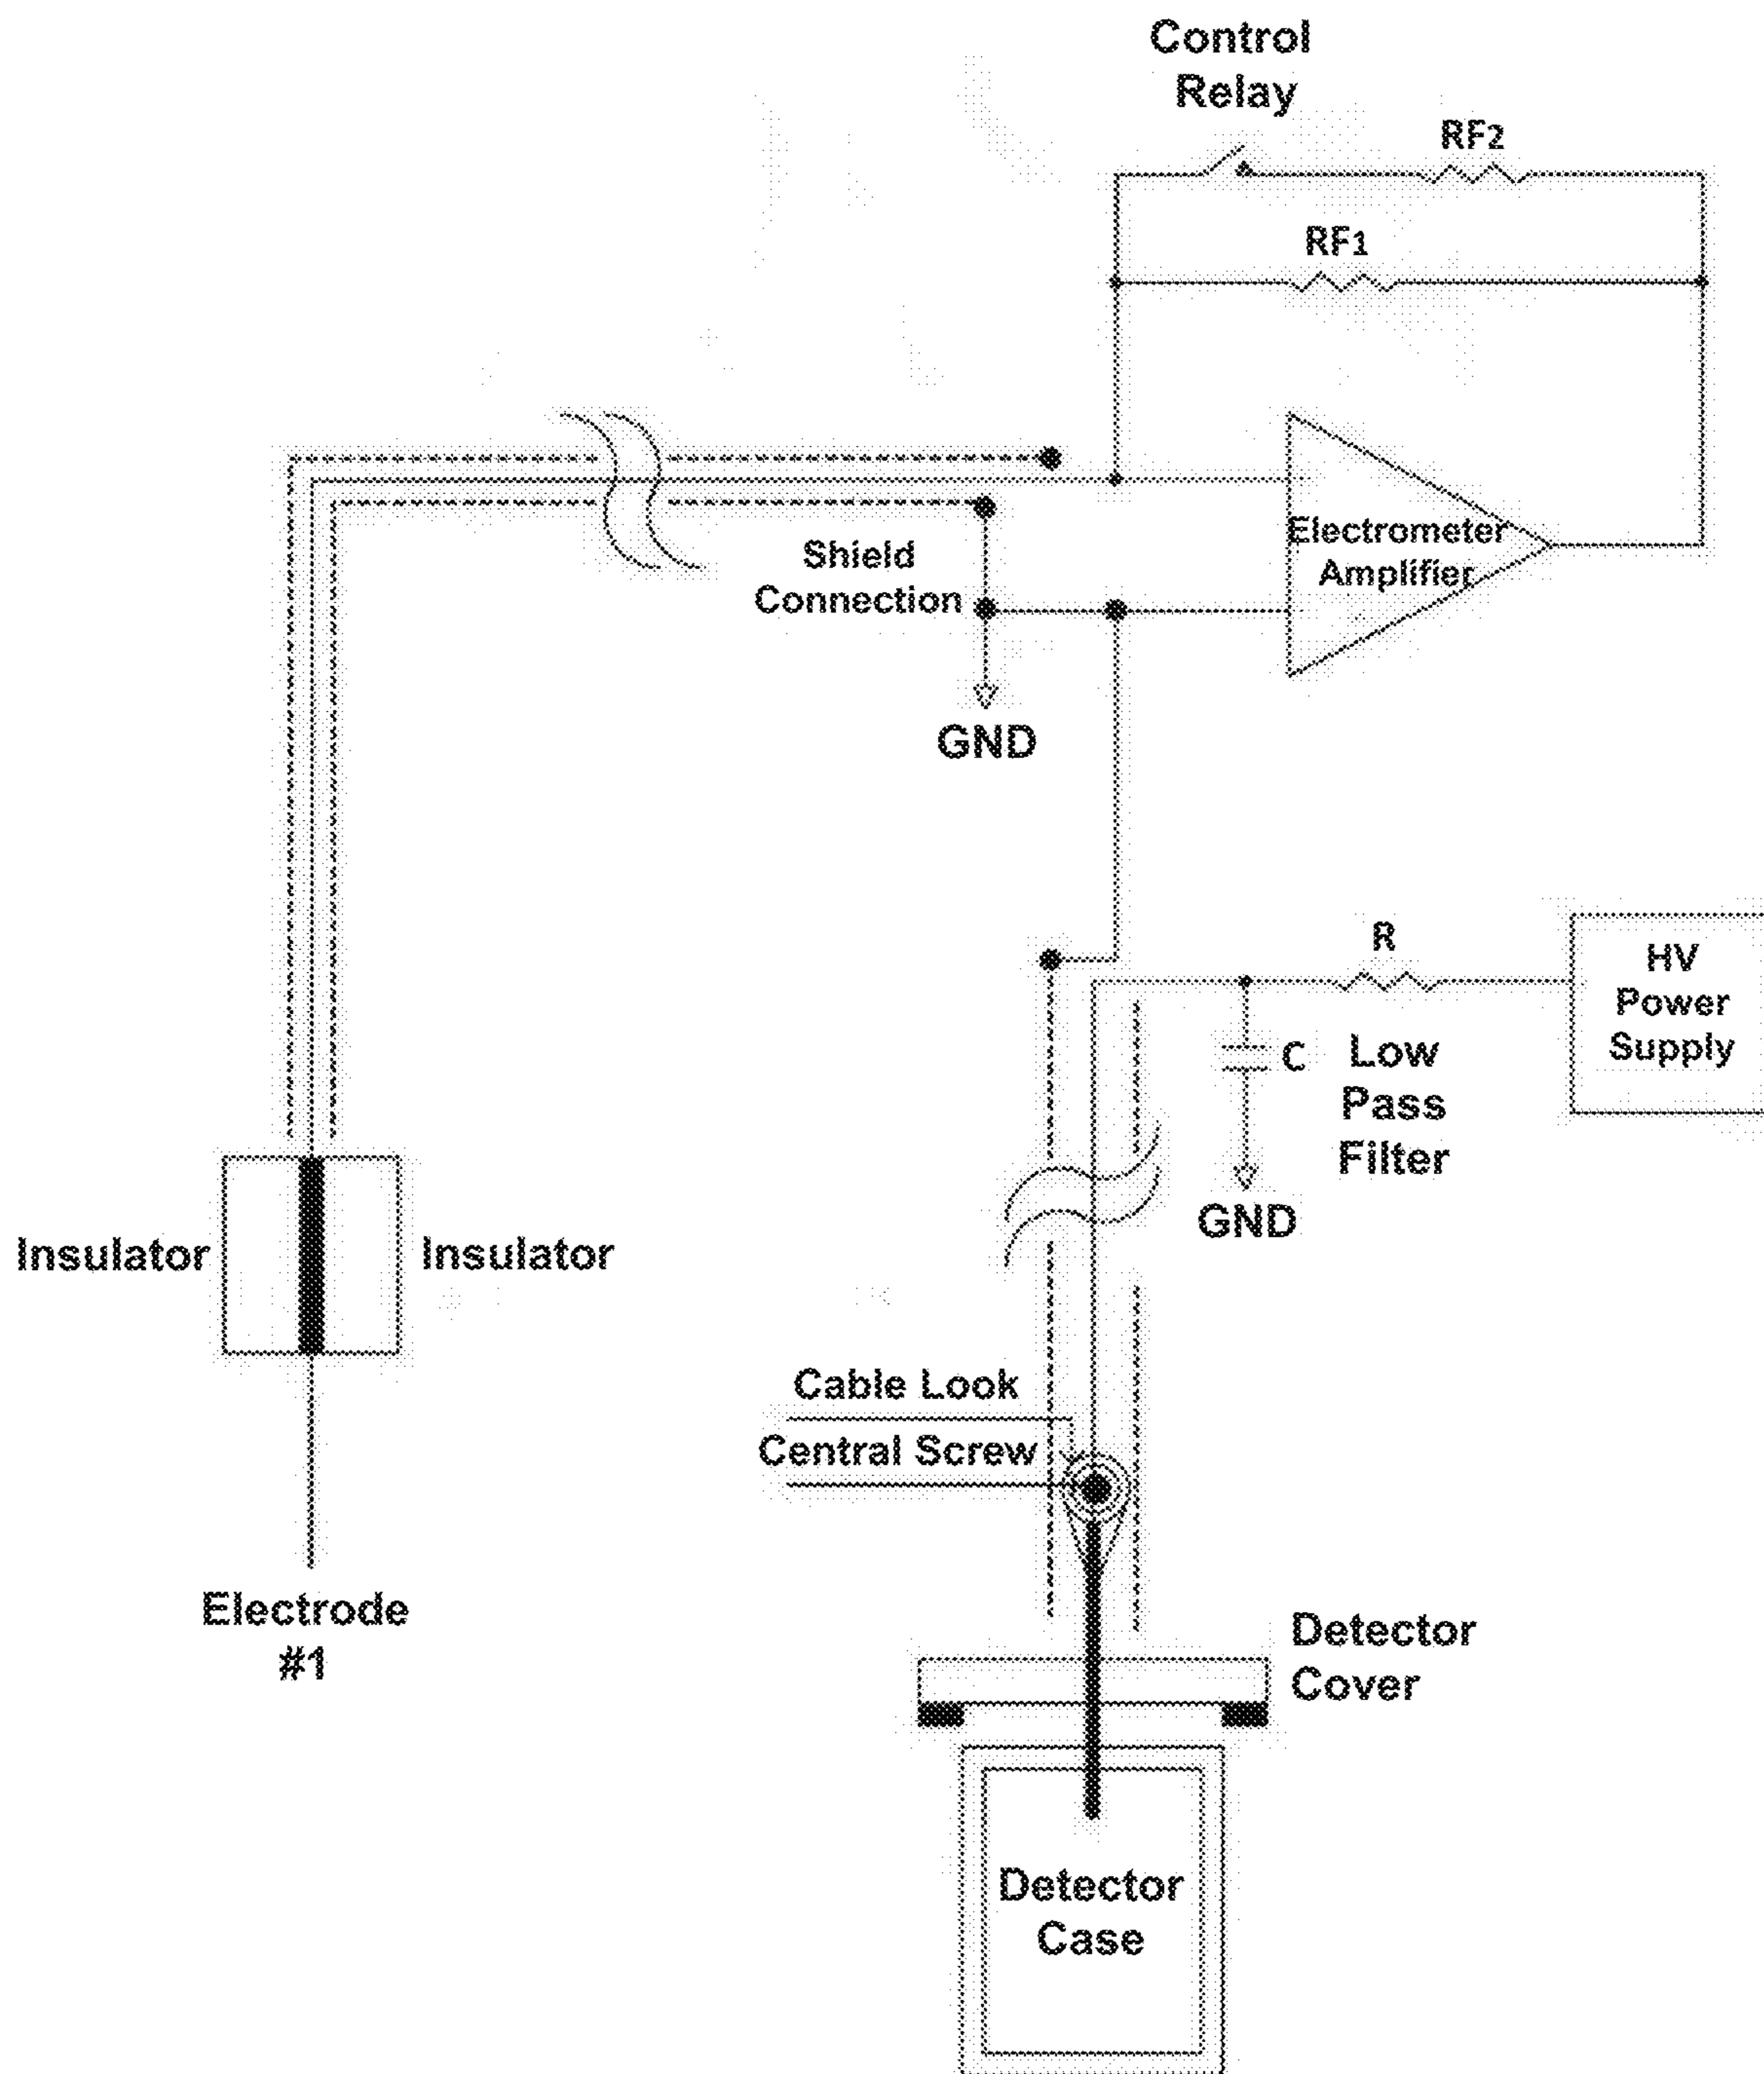 Control
Relay
RF2
RF1
Electrometer
Amplifier
Shield
Connection
GND
R
HV
Power
Supply
C
Low
Pass
Filter
GND
Insulator
Insulator
Cable Look
Central Screw
Electrode
#1
Detector
Cover
Detector
Case